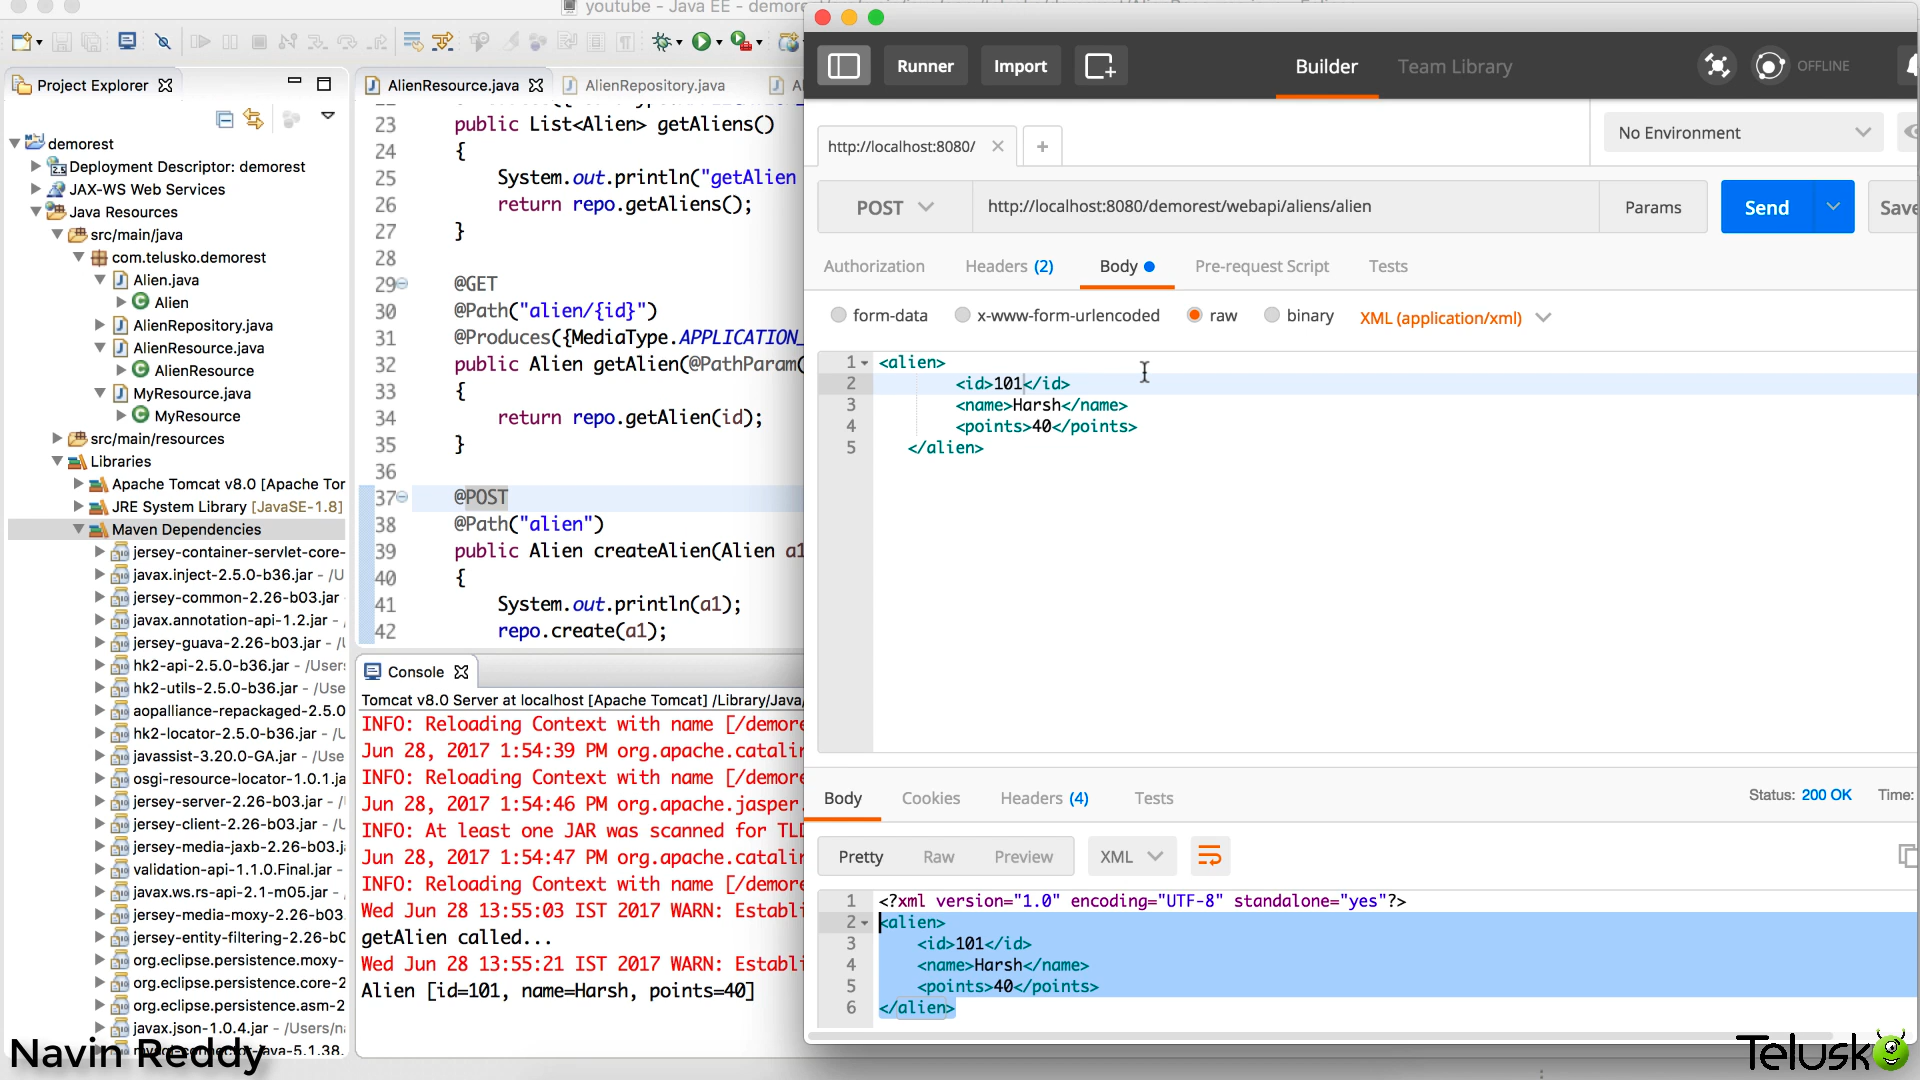 youtube - Java EE - demore
Project Explorer
demorest
Deployment Descriptor: demorest
JAX-WS Web Services
Java Resources
src/main/java
com.telusko.demorest
Alien.java
Alien
AlienRepository.java
AlienResource.java
AlienResource
MyResource.java
MyResource
src/main/resources
Libraries
Apache Tomcat v8.0 [Apache Tor
JRE System Library [JavaSE-1.8]
Maven Dependencies
jersey-container-servlet-core-
javax.inject-2.5.0-b36.jar - /U
jersey-common-2.26-b03.jar
javax.annotation-api-1.2.jar -
jersey-guava-2.26-b03.jar - /U
hk2-api-2.5.0-b36.jar - /User:
hk2-utils-2.5.0-b36.jar - /Use
aopalliance-repackaged-2.5.0
hk2-locator-2.5.0-b36.jar - /U
javassist-3.20.0-GA.jar - /Use
osgi-resource-locator-1.0.1.ja
jersey-server-2.26-b03.jar - /
jersey-client-2.26-b03.jar - /U
jersey-media-jaxb-2.26-b03.j
validation-api-1.1.0.Final.jar -
javax.ws.rs-api-2.1-m05.jar -
jersey-media-moxy-2.26-b03.
jersey-entity-filtering-2.26-b0
org.eclipse.persistence.moxy-
org.eclipse.persistence.core-2
org.eclipse.persistence.asm-2
javax.json-1.0.4.jar - /Users/n
Navin Reddy
AlienResource.java
AlienRepository.java
23 public List<Alien> getAliens()
24 {
25 System.out.println("getAlien
26 return repo.getAliens();
27 }
28
29 @GET
30 @Path("alien/{id}")
31 @Produces({MediaType.APPLICATION_
32 public Alien getAlien(@PathParam(
33 {
34 return repo.getAlien(id);
35 }
36
37 @POST
38 @Path("alien")
39 public Alien createAlien(Alien a1
40 {
41 System.out.println(a1);
42 repo.create(a1);
Console
Tomcat v8.0 Server at localhost [Apache Tomcat] /Library/Java/
INFO: Reloading Context with name [/demore
Jun 28, 2017 1:54:39 PM org.apache.catalir
INFO: Reloading Context with name [/demore
Jun 28, 2017 1:54:46 PM org.apache.jasper.
INFO: At least one JAR was scanned for TLD
Jun 28, 2017 1:54:47 PM org.apache.catalir
INFO: Reloading Context with name [/demore
Wed Jun 28 13:55:03 IST 2017 WARN: Establi
getAlien called...
Wed Jun 28 13:55:21 IST 2017 WARN: Establi
Alien [id=101, name=Harsh, points=40]
Runner
Import
Builder
Team Library
OFFLINE
http://localhost:8080/
No Environment
POST
http://localhost:8080/demorest/webapi/aliens/alien
Params
Send
Save
Authorization
Headers (2)
Body
Pre-request Script
Tests
form-data
x-www-form-urlencoded
raw
binary
XML (application/xml)
1 <alien>
2 <id>101</id>
3 <name>Harsh</name>
4 <points>40</points>
5 </alien>
Body
Cookies
Headers (4)
Tests
Status: 200 OK
Time:
Pretty
Raw
Preview
XML
1 <?xml version="1.0" encoding="UTF-8" standalone="yes"?>
2 <alien>
3 <id>101</id>
4 <name>Harsh</name>
5 <points>40</points>
6 </alien>
Telusko